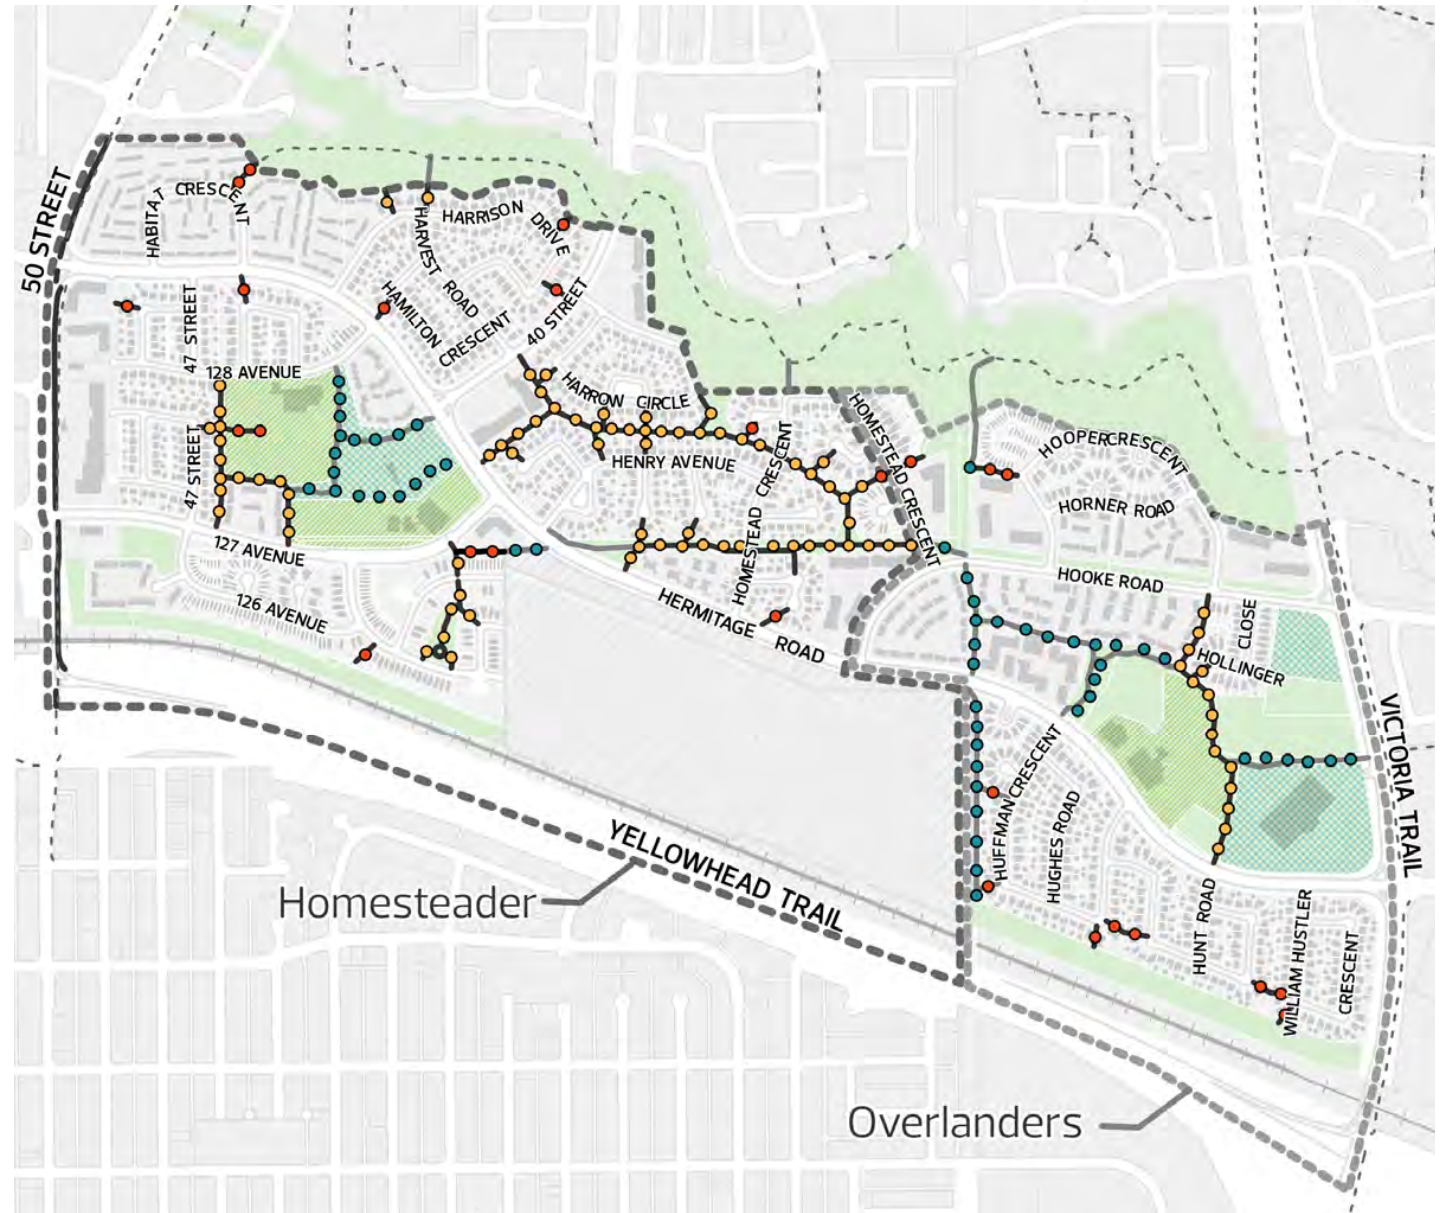 50 STREET
HABITAT CRESCENT
HARRISON DRIVE
HARVEST ROAD
HAMILTON CRESCENT
40 STREET
47 STREET
128 AVENUE
HARROW CIRCLE
HENRY AVENUE
HOMESTEAD CRESCENT
HOMESTEAD CRESCENT
HOOPER CRESCENT
HORNER ROAD
47 STREET
127 AVENUE
126 AVENUE
HERMITAGE ROAD
HOOKE ROAD
HOLLINGER CLOSE
HUFFMAN CRESCENT
HUGHES ROAD
HUNT ROAD
WILLIAM HUSTLER CRESCENT
VICTORIA TRAIL
YELLOWHEAD TRAIL
Homesteader
Overlanders